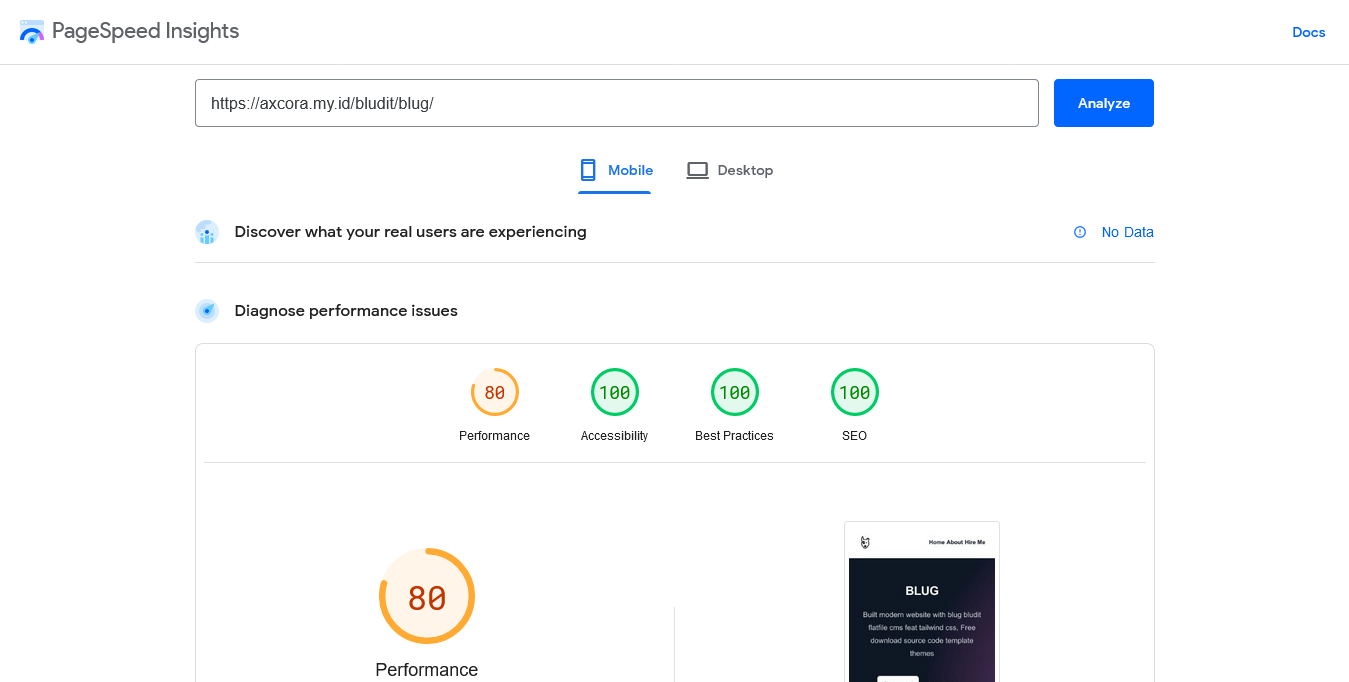 PageSpeed Insights
Docs
https://axcora.my.id/bludit/blug/
Analyze
Mobile
Desktop
Discover what your real users are experiencing
No Data
Diagnose performance issues
80
100
100
100
Performance
Accessibility
Best Practices
SEO
80
Performance
Home About Hire Me
BLUG
Built modern website with blug bludit
flatfile cms feat tailwind css, Free
download source code template
themes